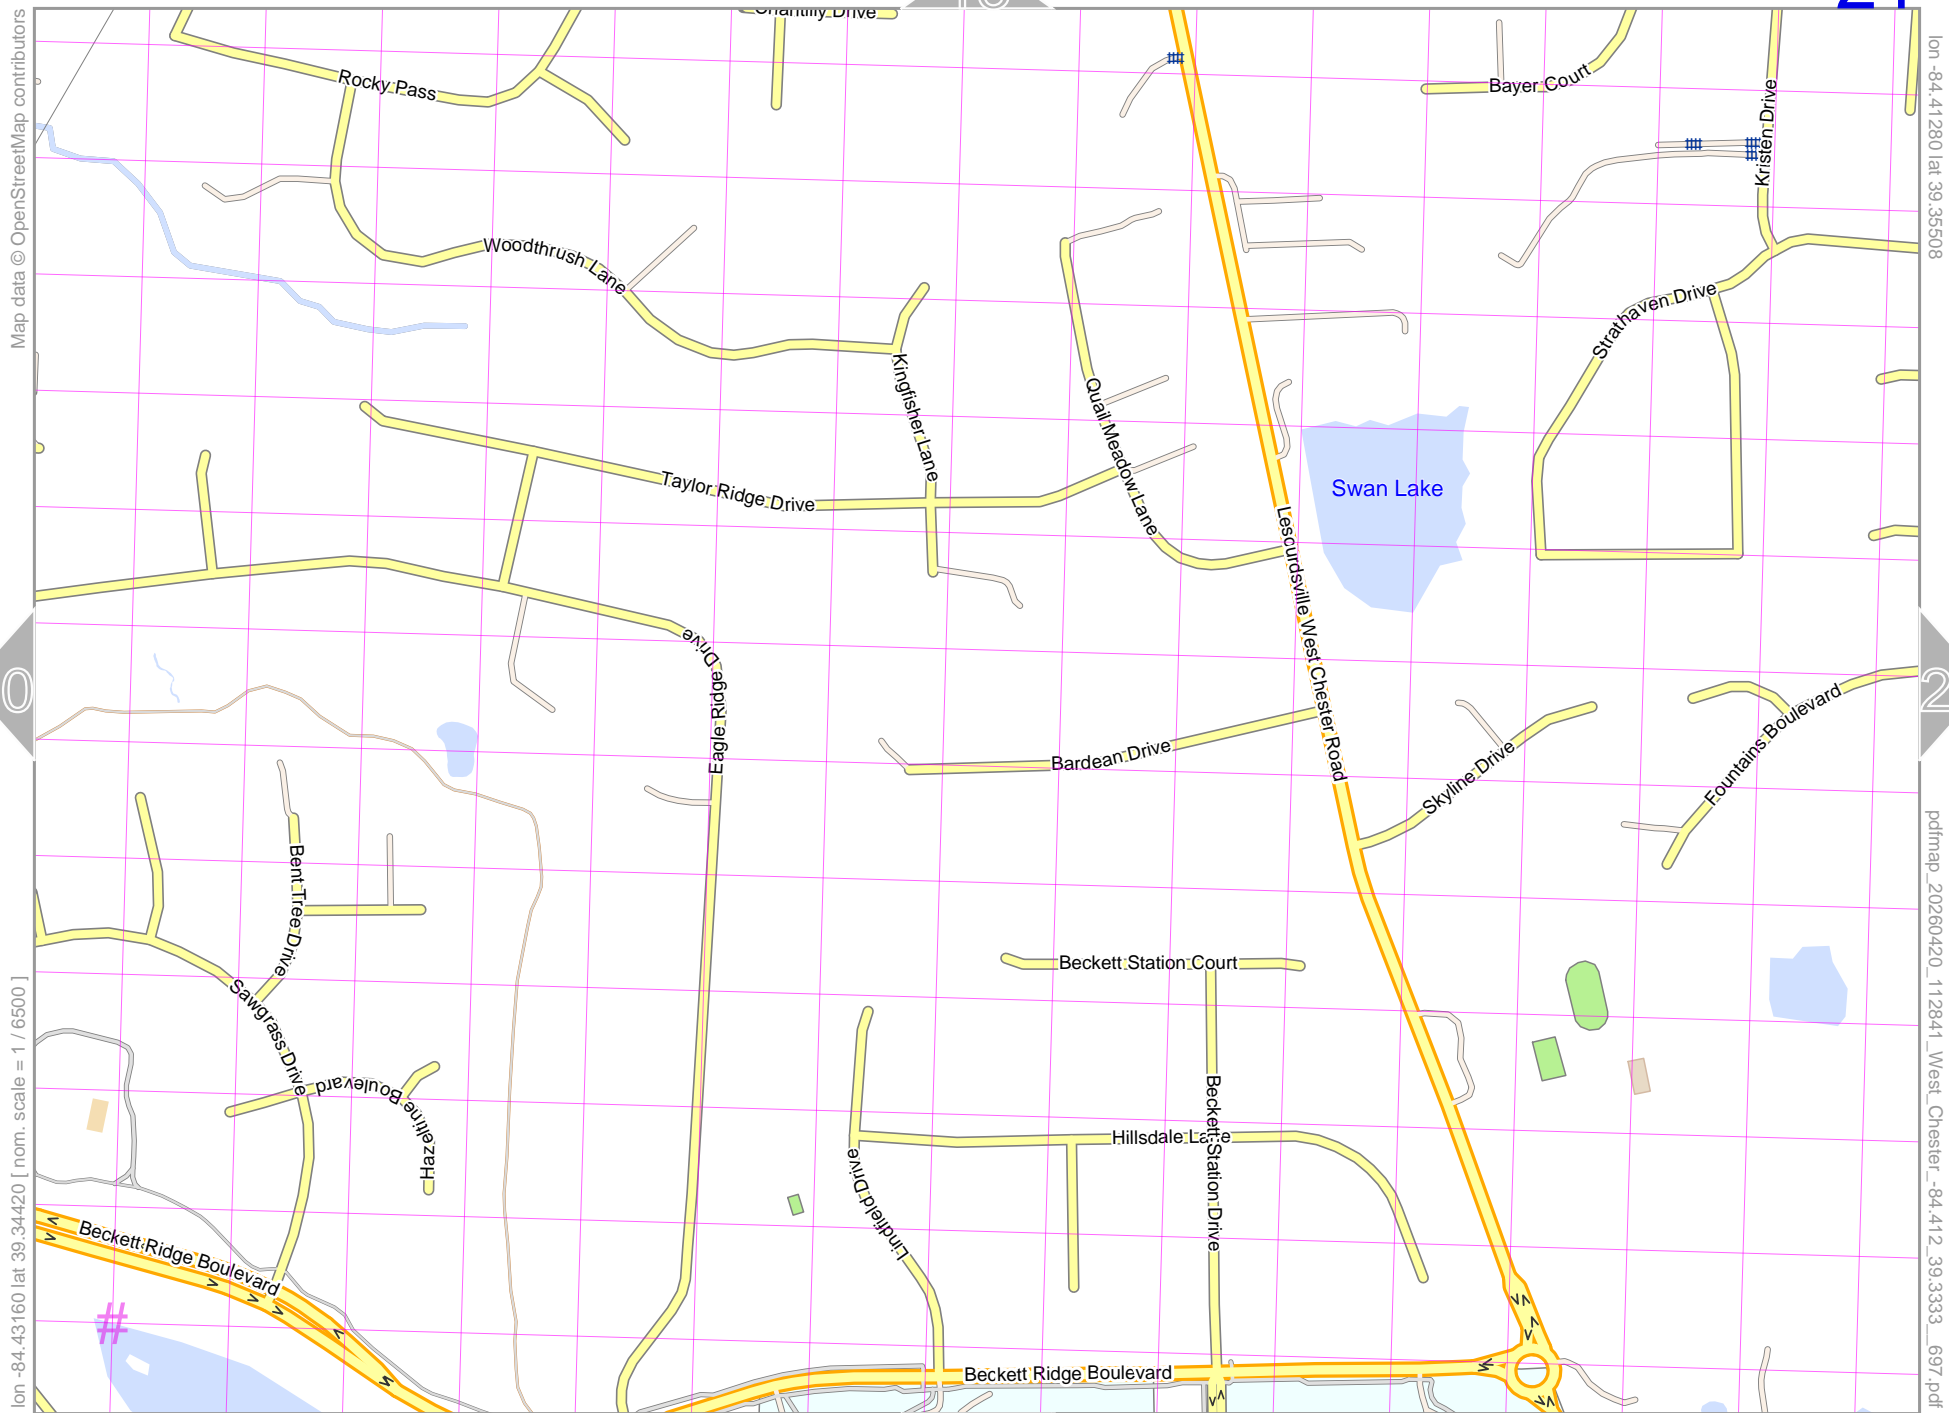 Chantilly Drive
Rocky Pass
Bayer Court
Kristen Drive
Woodthrush Lane
Strathaven Drive
Kingfisher Lane
Quail Meadow Lane
Taylor Ridge Drive
Swan Lake
Lesourdsville West Chester Road
Eagle Ridge Drive
0
2
Bardean Drive
Skyline Drive
Fountains Boulevard
Bent Tree Drive
Beckett Station Court
Sawgrass Drive
Hazeltine Boulevard
Beckett Station Drive
Hillsdale Lane
Lindfield Drive
Beckett Ridge Boulevard
#
Beckett Ridge Boulevard
Map data © OpenStreetMap contributors
lon -84.43160 lat 39.34420 [ nom. scale = 1 / 6500 ]
lon -84.41280 lat 39.35508
pdfmap_20260420_112841_West_Chester_-84.412_39.3333__697.pdf